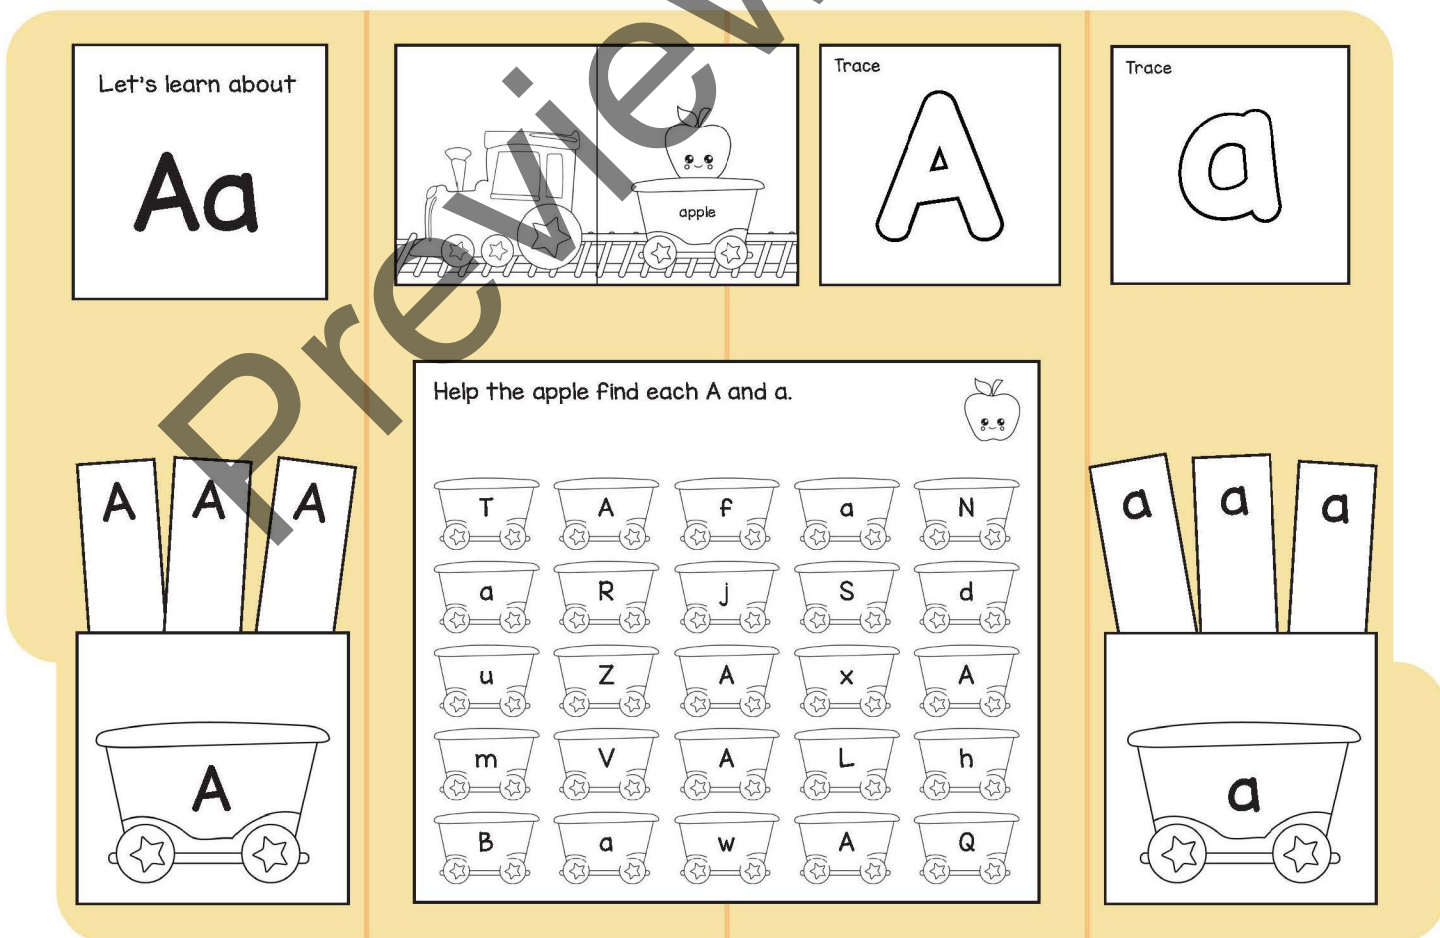 Let's learn about
Aa
apple
Trace
A
Trace
a
Preview
Help the apple find each A and a.
T A f a N
a R j S d
u Z A x A
m V A L h
B a w A Q
A A A
A
a a a
a